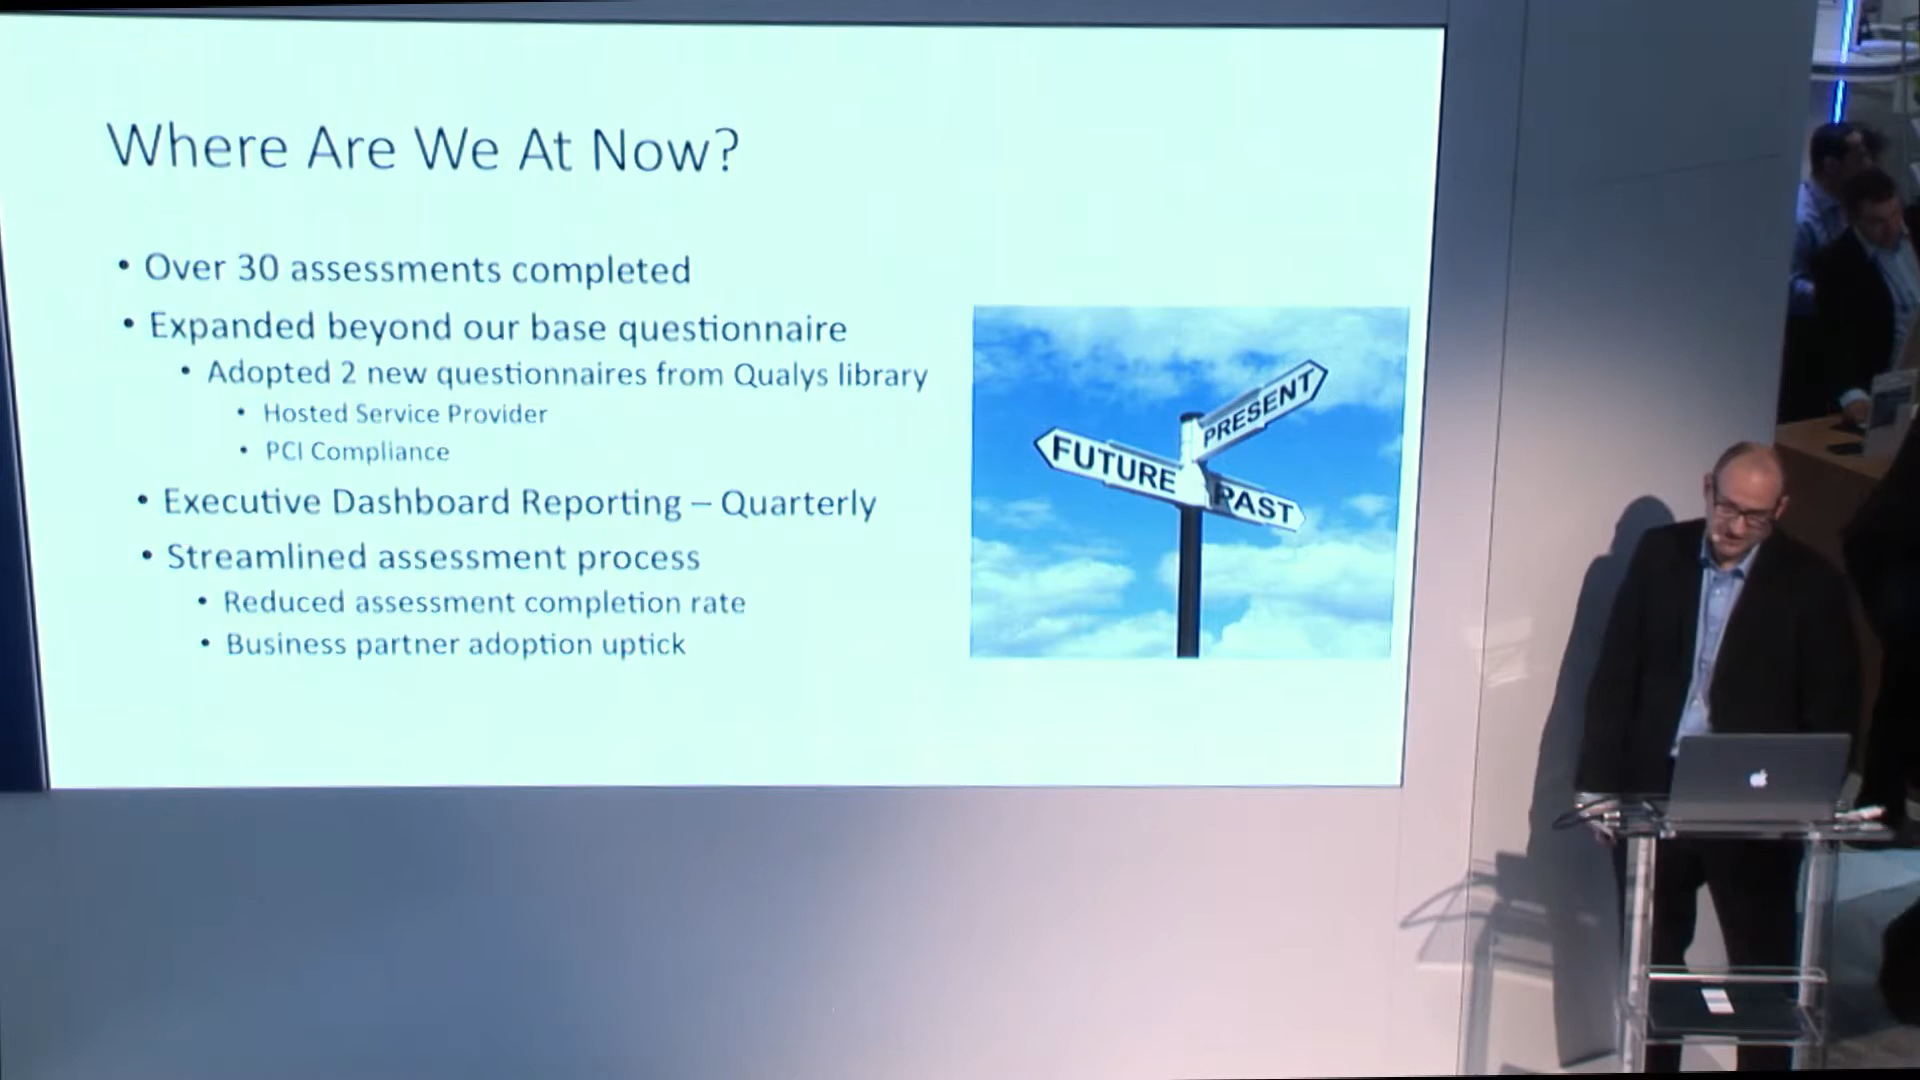 Where Are We At Now?
• Over 30 assessments completed
• Expanded beyond our base questionnaire
• Adopted 2 new questionnaires from Qualys library
• Hosted Service Provider
• PCI Compliance
• Executive Dashboard Reporting – Quarterly
• Streamlined assessment process
• Reduced assessment completion rate
• Business partner adoption uptick
PRESENT
FUTURE
PAST